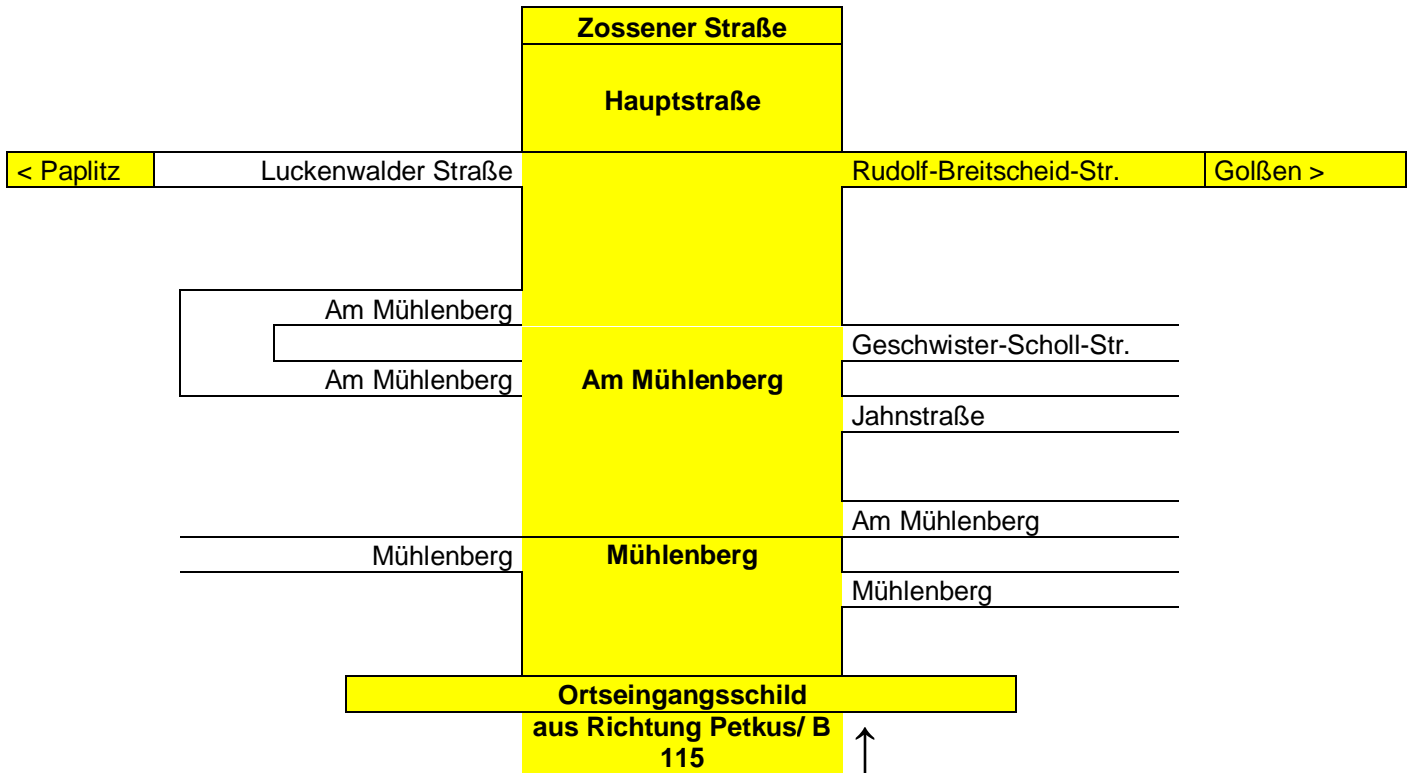 Zossener Straße
Hauptstraße
< Paplitz Luckenwalder Straße Rudolf-Breitscheid-Str. Golßen >
Am Mühlenberg
Geschwister-Scholl-Str.
Am Mühlenberg Am Mühlenberg
Jahnstraße
Am Mühlenberg
Mühlenberg Mühlenberg
Mühlenberg
Ortseingangsschild
aus Richtung Petkus/ B
115 ↑